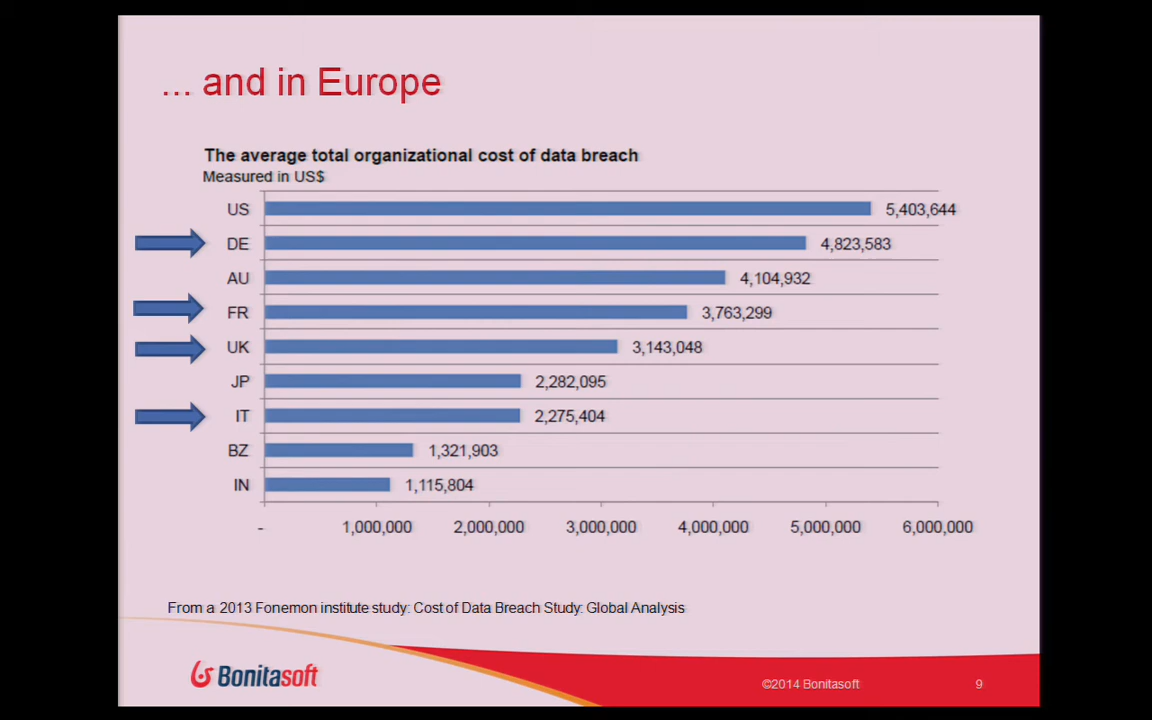 ... and in Europe
The average total organizational cost of data breach
Measured in US$
US 5,403,644
DE 4,823,583
AU 4,104,932
FR 3,763,299
UK 3,143,048
JP 2,282,095
IT 2,275,404
BZ 1,321,903
IN 1,115,804
- 1,000,000 2,000,000 3,000,000 4,000,000 5,000,000 6,000,000
From a 2013 Fonemon institute study: Cost of Data Breach Study: Global Analysis
Bonitasoft
©2014 Bonitasoft 9